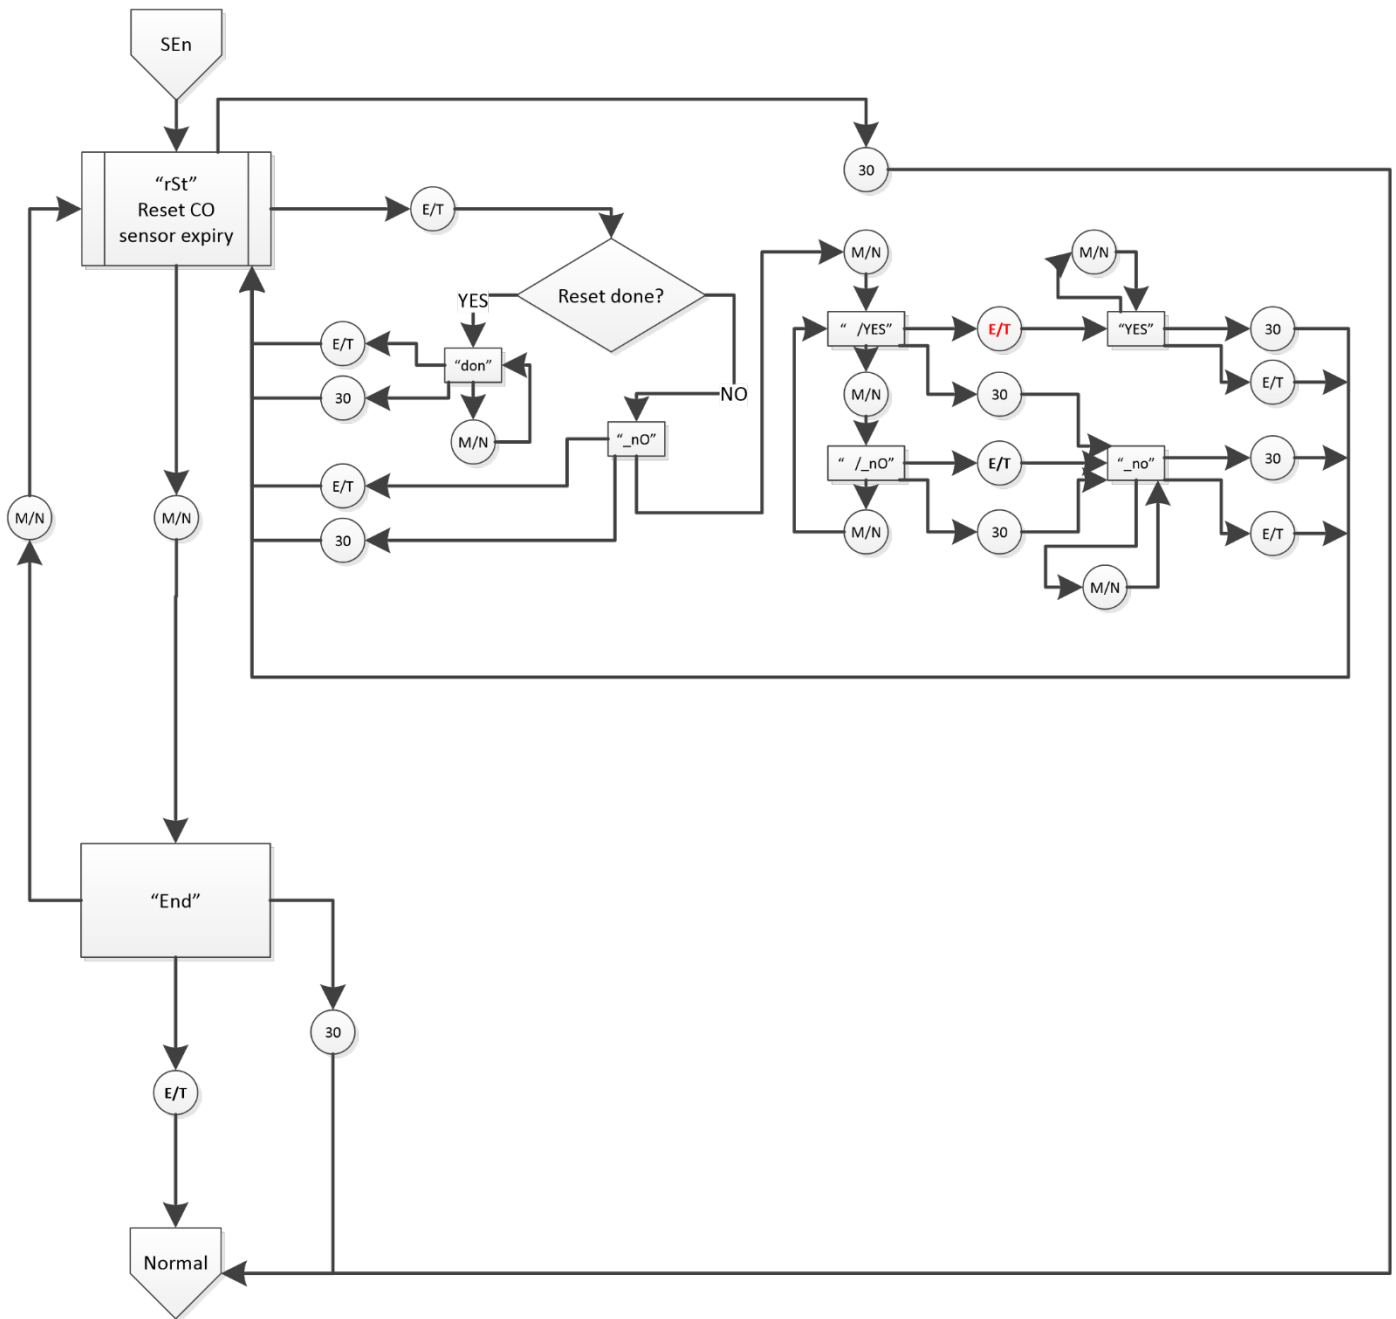 SEn
“rSt”
Reset CO
sensor expiry
30
E/T
Reset done?
YES
NO
“don”
E/T
30
M/N
“_nO”
E/T
30
M/N
“ /YES”
E/T
“YES”
M/N
30
E/T
M/N
30
“ /_nO”
E/T
“_no”
30
M/N
30
E/T
M/N
M/N
M/N
“End”
30
E/T
Normal